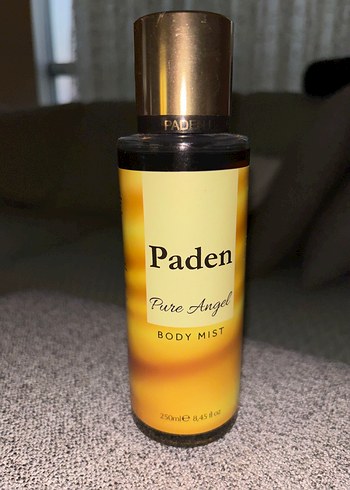 PADEN
Paden
Pure Angel
BODY MIST
250ml℮ 8,45 fl oz